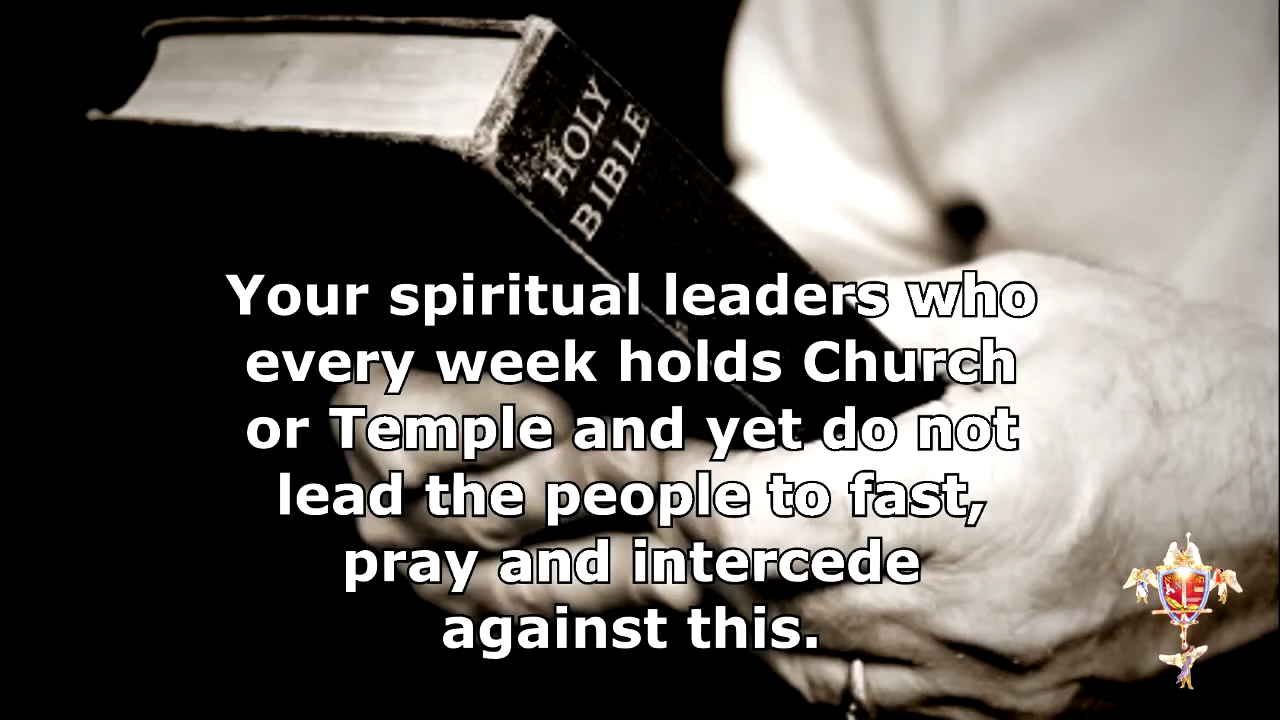 HOLY
BIBLE
Your spiritual leaders who
every week holds Church
or Temple and yet do not
lead the people to fast,
pray and intercede
against this.